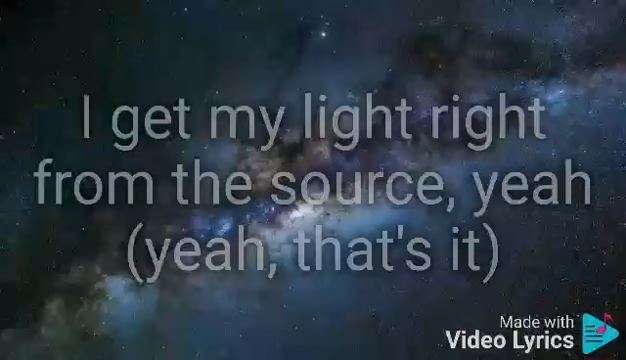 I get my light right
from the source, yeah
(yeah, that's it)
Made with
Video Lyrics